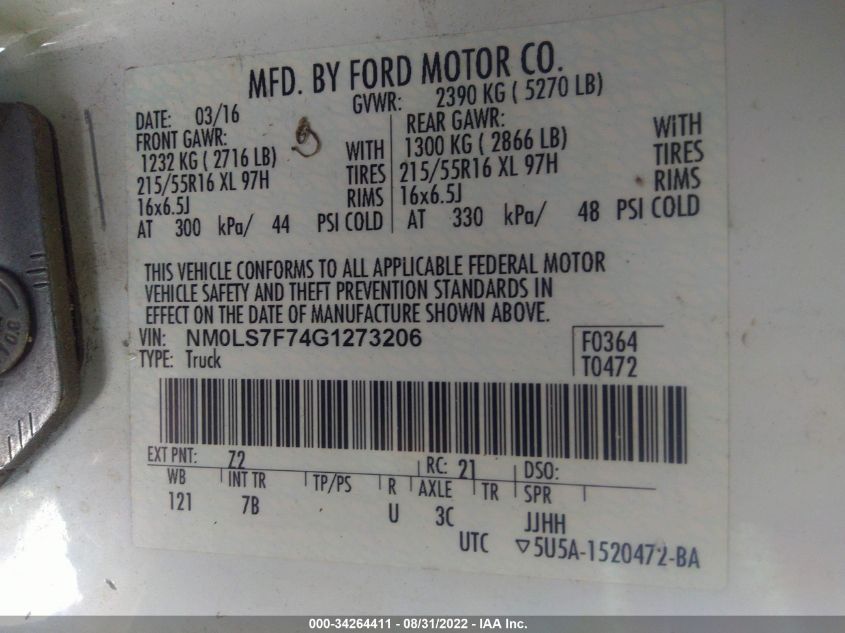 MFD. BY FORD MOTOR CO.
DATE: 03/16 GVWR: 2390 KG ( 5270 LB)
FRONT GAWR: REAR GAWR:
1232 KG ( 2716 LB) WITH 1300 KG ( 2866 LB) WITH
215/55R16 XL 97H TIRES 215/55R16 XL 97H TIRES
16x6.5J RIMS 16x6.5J RIMS
AT 300 kPa/ 44 PSI COLD AT 330 kPa/ 48 PSI COLD
THIS VEHICLE CONFORMS TO ALL APPLICABLE FEDERAL MOTOR
VEHICLE SAFETY AND THEFT PREVENTION STANDARDS IN
EFFECT ON THE DATE OF MANUFACTURE SHOWN ABOVE.
VIN: NM0LS7F74G1273206 F0364
TYPE: Truck T0472
EXT PNT: Z2 RC: 21 DSO:
WB INT TR TP/PS R AXLE TR SPR
121 7B U 3C JJHH
UTC ▽5U5A-1520472-BA
000-34264411 - 08/31/2022 - IAA Inc.